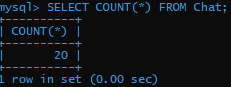 mysql> SELECT COUNT(*) FROM Chat;
+----------+
| COUNT(*) |
+----------+
|       20 |
+----------+
1 row in set (0.00 sec)